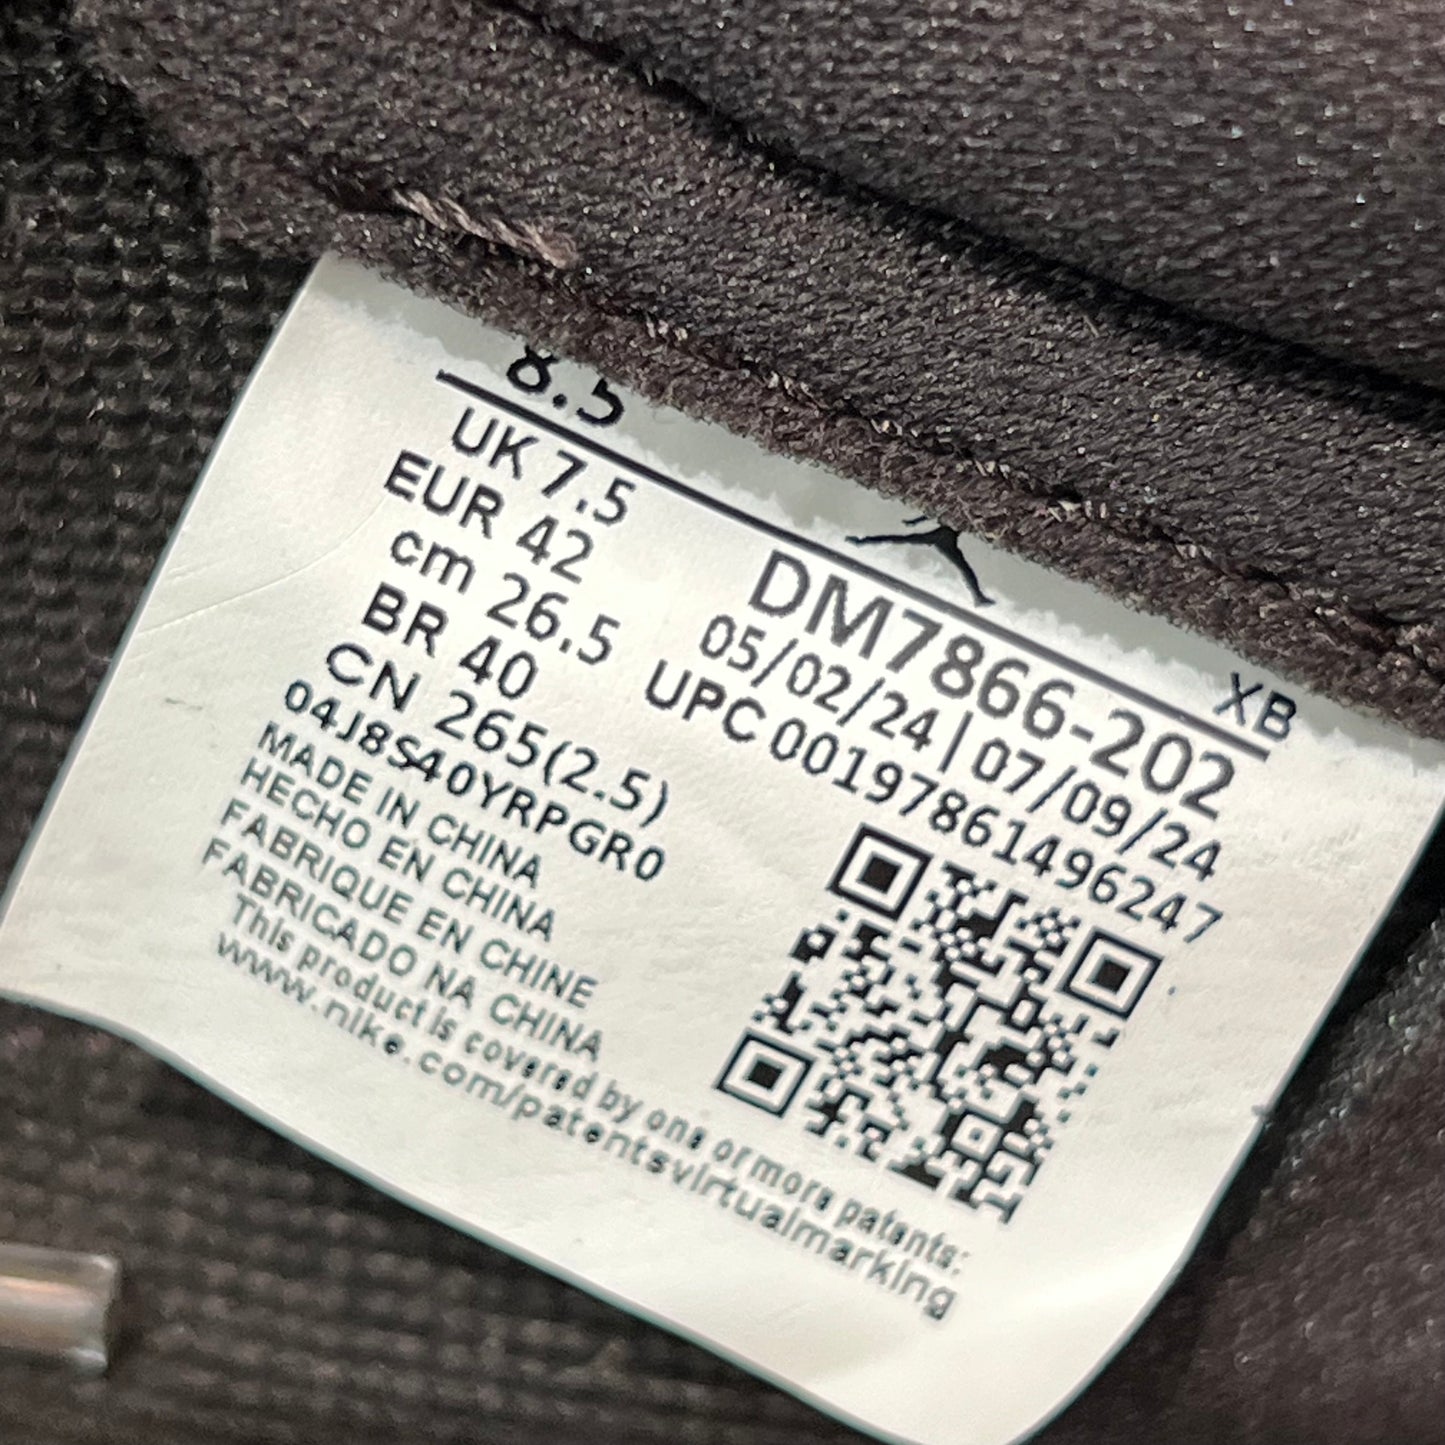 8.5
UK 7.5
EUR 42
cm 26.5
BR 40
CN 265(2.5)
04J8S40YRPGR0
MADE IN CHINA
HECHO EN CHINA
FABRIQUE EN CHINE
FABRICADO NA CHINA
This product is covered by one or more patents:
www.nike.com/patentsvirtualmarking
XB
DM7866-202
05/02/24|07/09/24
UPC 00197861496247